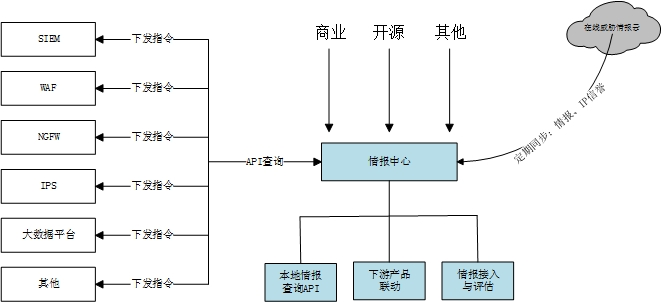 商业 开源 其他
在线威胁情报云
SIEM
下发指令
WAF
下发指令
NGFW
下发指令
IPS
下发指令
大数据平台
下发指令
其他
下发指令
API查询
情报中心
定期同步：情报、IP信誉
本地情报
查询API
下游产品
联动
情报接入
与评估